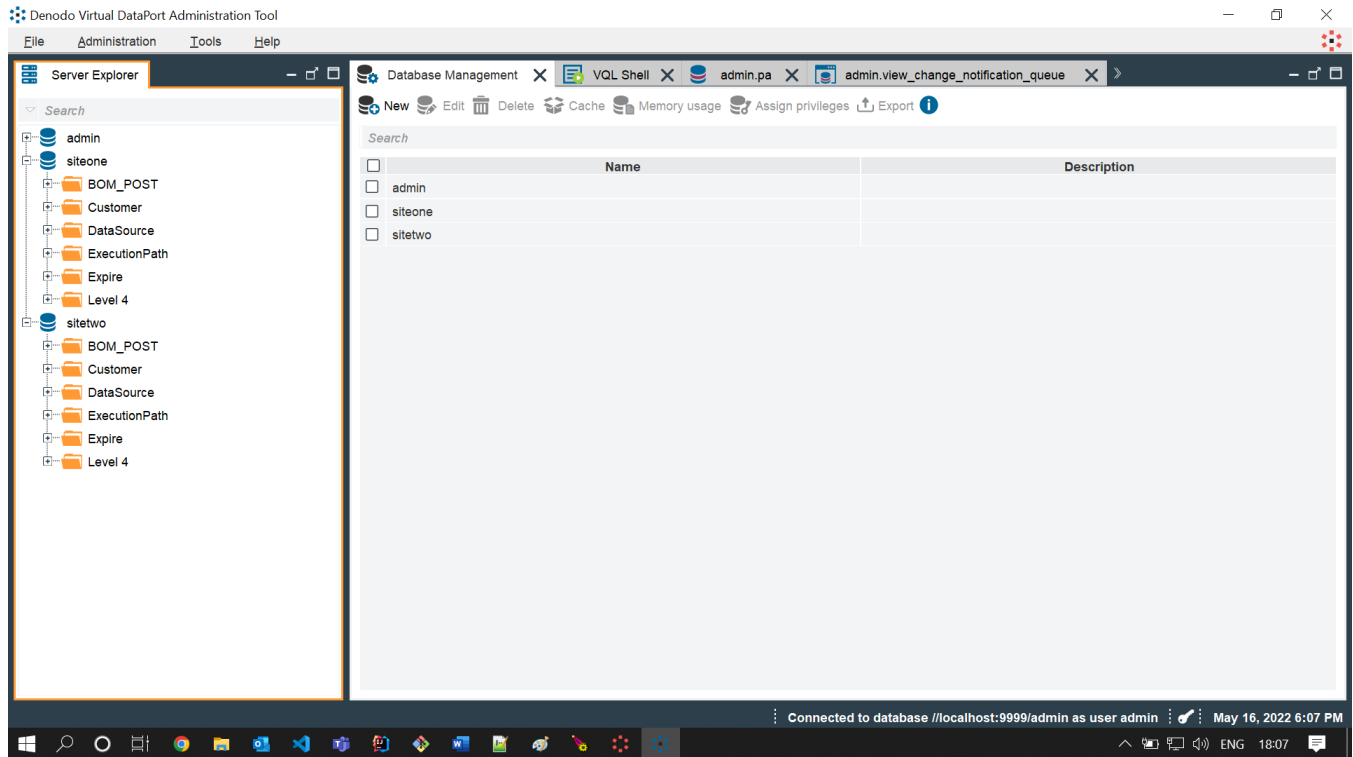 Denodo Virtual DataPort Administration Tool
File Administration Tools Help
Server Explorer
Search
admin
siteone
BOM_POST
Customer
DataSource
ExecutionPath
Expire
Level 4
sitetwo
BOM_POST
Customer
DataSource
ExecutionPath
Expire
Level 4
Database Management VQL Shell admin.pa admin.view_change_notification_queue
New Edit Delete Cache Memory usage Assign privileges Export
Search
Name Description
admin
siteone
sitetwo
Connected to database //localhost:9999/admin as user admin May 16, 2022 6:07 PM
ENG 18:07